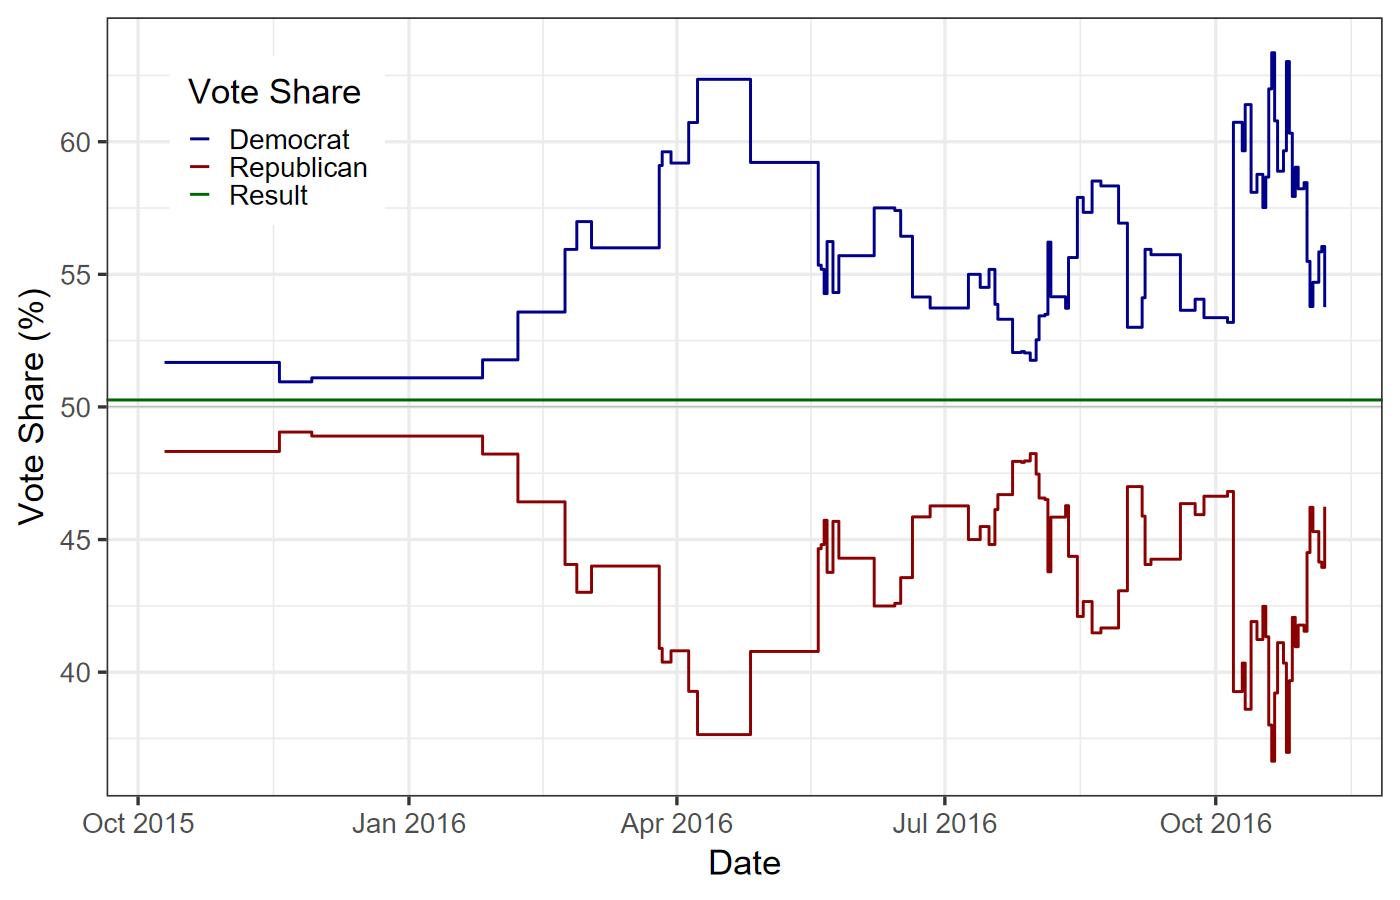 Vote Share
Democrat
Republican
Result
Vote Share (%)
60
55
50
45
40
Oct 2015
Jan 2016
Apr 2016
Jul 2016
Oct 2016
Date